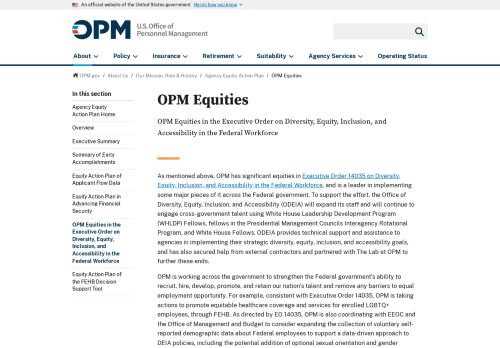 An official website of the United States government Here's how you know
OPM U.S. Office of
Personnel Management
About Policy Insurance Retirement Suitability Agency Services Operating Status
OPM.gov / About Us / Our Mission, Role & History / Agency Equity Action Plan / OPM Equities
In this section
Agency Equity
Action Plan Home
Overview
Executive Summary
Summary of Early
Accomplishments
Equity Action Plan of
Applicant Flow Data
Equity Action Plan in
Advancing Financial
Security
OPM Equities in the
Executive Order on
Diversity, Equity,
Inclusion, and
Accessibility in the
Federal Workforce
Equity Action Plan of
the FEHB Decision
Support Tool
OPM Equities
OPM Equities in the Executive Order on Diversity, Equity, Inclusion, and
Accessibility in the Federal Workforce
As mentioned above, OPM has significant equities in Executive Order 14035 on Diversity,
Equity, Inclusion, and Accessibility in the Federal Workforce, and is a leader in implementing
some major pieces of it across the Federal government. To support the effort, the Office of
Diversity, Equity, Inclusion, and Accessibility (ODEIA) will expand its staff and will continue to
engage cross-government talent using White House Leadership Development Program
(WHLDP) Fellows, fellows in the Presidential Management Councils Interagency Rotational
Program, and White House Fellows. ODEIA provides technical support and assistance to
agencies in implementing their strategic diversity, equity, inclusion, and accessibility goals,
and has also secured help from external contractors and partnered with The Lab at OPM to
further these ends.
OPM is working across the government to strengthen the Federal government's ability to
recruit, hire, develop, promote, and retain our nation's talent and remove any barriers to equal
employment opportunity. For example, consistent with Executive Order 14035, OPM is taking
actions to promote equitable healthcare coverage and services for enrolled LGBTQ+
employees, through FEHB. As directed by EO 14035, OPM is also coordinating with EEOC and
the Office of Management and Budget to consider expanding the collection of voluntary self-
reported demographic data about Federal employees to support a data-driven approach to
DEIA policies, including the potential addition of optional sexual orientation and gender